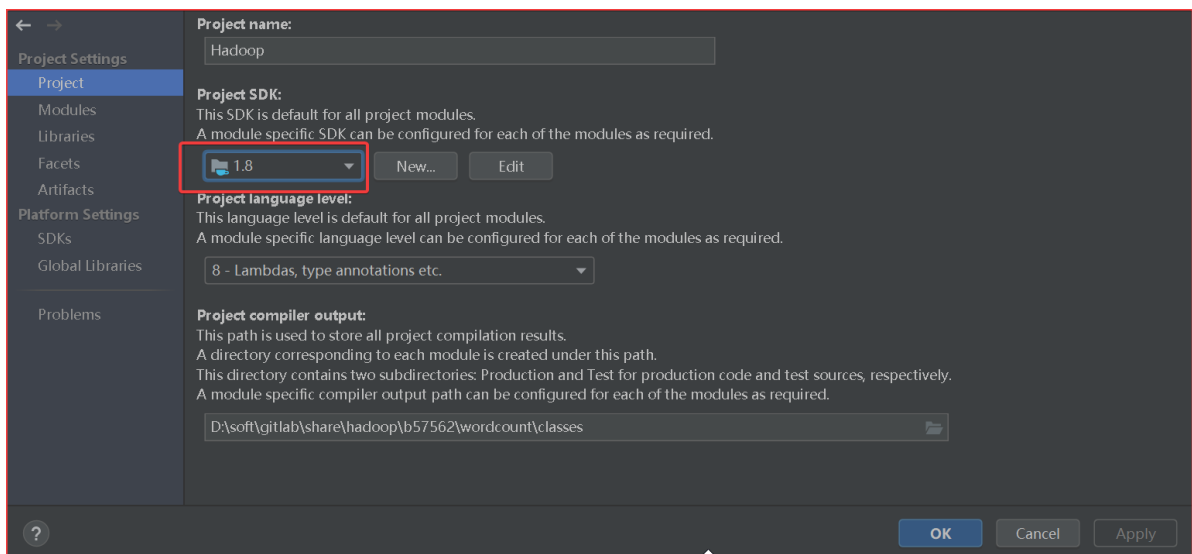 Project Settings
Project
Modules
Libraries
Facets
Artifacts
Platform Settings
SDKs
Global Libraries
Problems
Project name:
Hadoop
Project SDK:
This SDK is default for all project modules.
A module specific SDK can be configured for each of the modules as required.
1.8
New...
Edit
Project language level:
This language level is default for all project modules.
A module specific language level can be configured for each of the modules as required.
8 - Lambdas, type annotations etc.
Project compiler output:
This path is used to store all project compilation results.
A directory corresponding to each module is created under this path.
This directory contains two subdirectories: Production and Test for production code and test sources, respectively.
A module specific compiler output path can be configured for each of the modules as required.
D:\soft\gitlab\share\hadoop\b57562\wordcount\classes
?
OK
Cancel
Apply